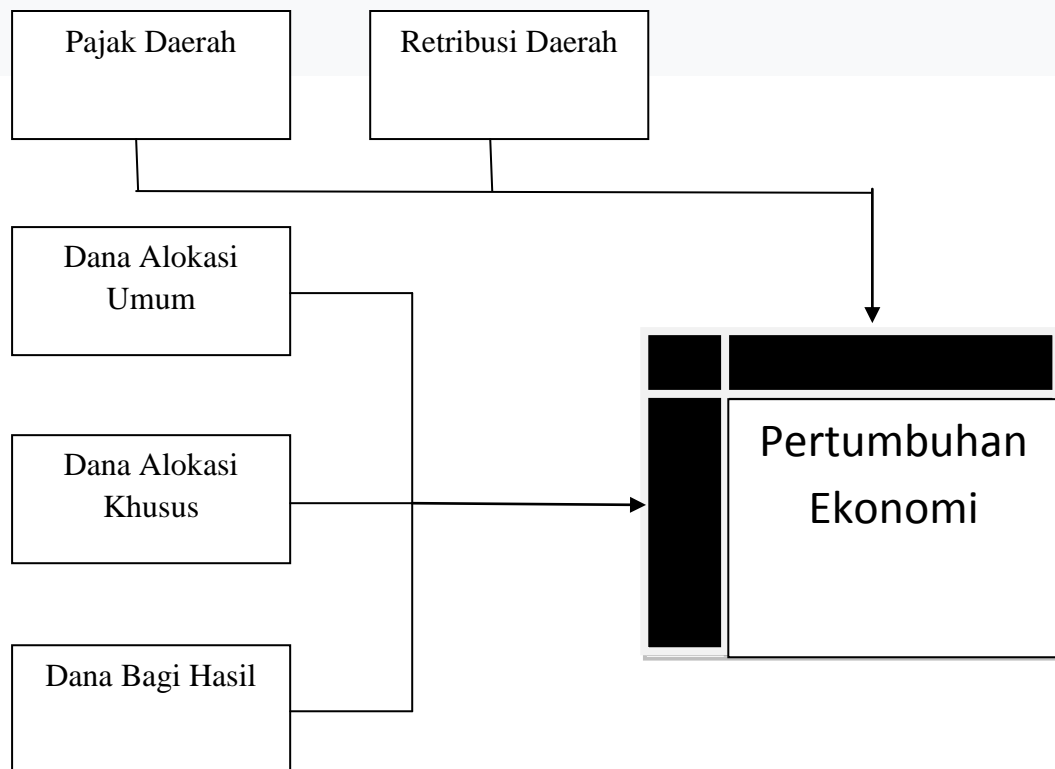 Pajak Daerah
Retribusi Daerah
Dana Alokasi
Umum
Dana Alokasi
Khusus
Dana Bagi Hasil
Pertumbuhan
Ekonomi